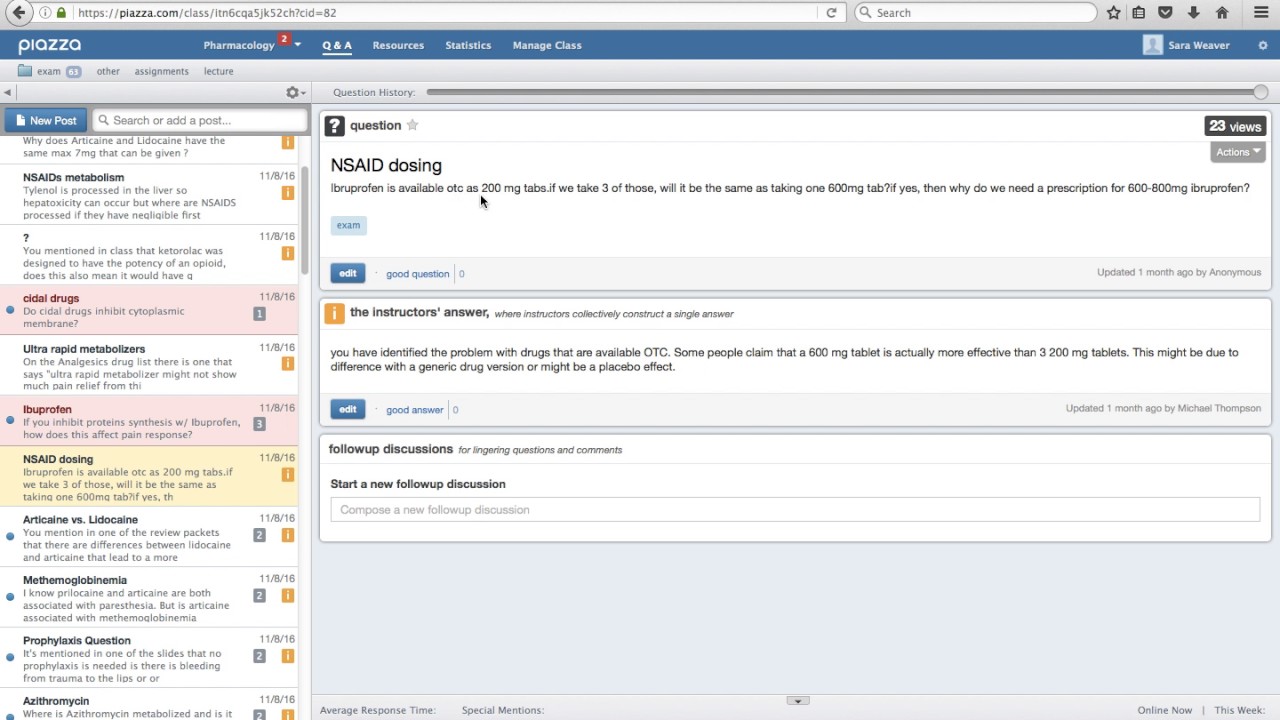 https://piazza.com/class/itn6cqa5jk52ch?cid=82
Search
piazza
Pharmacology 2
Q & A
Resources
Statistics
Manage Class
Sara Weaver
exam 63
other
assignments
lecture
Question History:
New Post
Search or add a post...
Why does Articaine and Lidocaine have the
same max 7mg that can be given ?
i
NSAIDs metabolism 11/8/16
Tylenol is processed in the liver so
hepatoxicity can occur but where are NSAIDS
processed if they have negligible first
i
? 11/8/16
You mentioned in class that ketorolac was
designed to have the potency of an opioid,
does this also mean it would have g
i
cidal drugs 11/8/16
Do cidal drugs inhibit cytoplasmic
membrane?
1
Ultra rapid metabolizers 11/8/16
On the Analgesics drug list there is one that
says "ultra rapid metabolizer might not show
much pain relief from thi
i
Ibuprofen 11/8/16
If you inhibit proteins synthesis w/ Ibuprofen,
how does this affect pain response?
3
NSAID dosing 11/8/16
Ibruprofen is available otc as 200 mg tabs.if
we take 3 of those, will it be the same as
taking one 600mg tab?if yes, th
i
Articaine vs. Lidocaine 11/8/16
You mention in one of the review packets
that there are differences between lidocaine
and articaine that lead to a more
2 i
Methemoglobinemia 11/8/16
I know prilocaine and articaine are both
associated with paresthesia. But is articaine
associated with methemoglobinemia
2 i
Prophylaxis Question 11/8/16
It's mentioned in one of the slides that no
prophylaxis is needed is there is bleeding
from trauma to the lips or or
2 i
Azithromycin 11/8/16
Where is Azithromycin metabolized and is it
2 i
? question
23 views
Actions
NSAID dosing
Ibruprofen is available otc as 200 mg tabs.if we take 3 of those, will it be the same as taking one 600mg tab?if yes, then why do we need a prescription for 600-800mg ibruprofen?
exam
edit · good question 0
Updated 1 month ago by Anonymous
i the instructors' answer, where instructors collectively construct a single answer
you have identified the problem with drugs that are available OTC. Some people claim that a 600 mg tablet is actually more effective than 3 200 mg tablets. This might be due to
difference with a generic drug version or might be a placebo effect.
edit · good answer 0
Updated 1 month ago by Michael Thompson
followup discussions for lingering questions and comments
Start a new followup discussion
Compose a new followup discussion
Average Response Time:
Special Mentions:
Online Now
This Week: